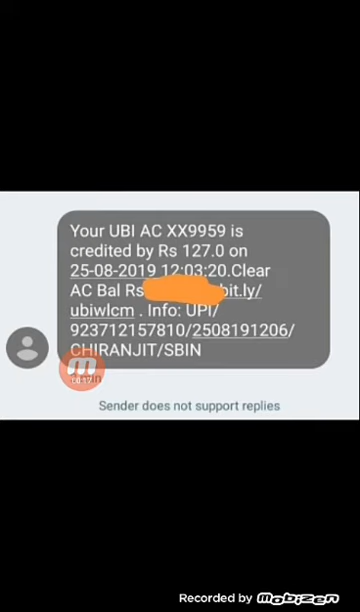 Your UBI AC XX9959 is
credited by Rs 127.0 on
25-08-2019 12:03:20.Clear
AC Bal Rs bit.ly/
ubiwlcm . Info: UPI/
923712157810/2508191206/
CHIRANJIT/SBIN
00:17
Sender does not support replies
Recorded by Mobizen